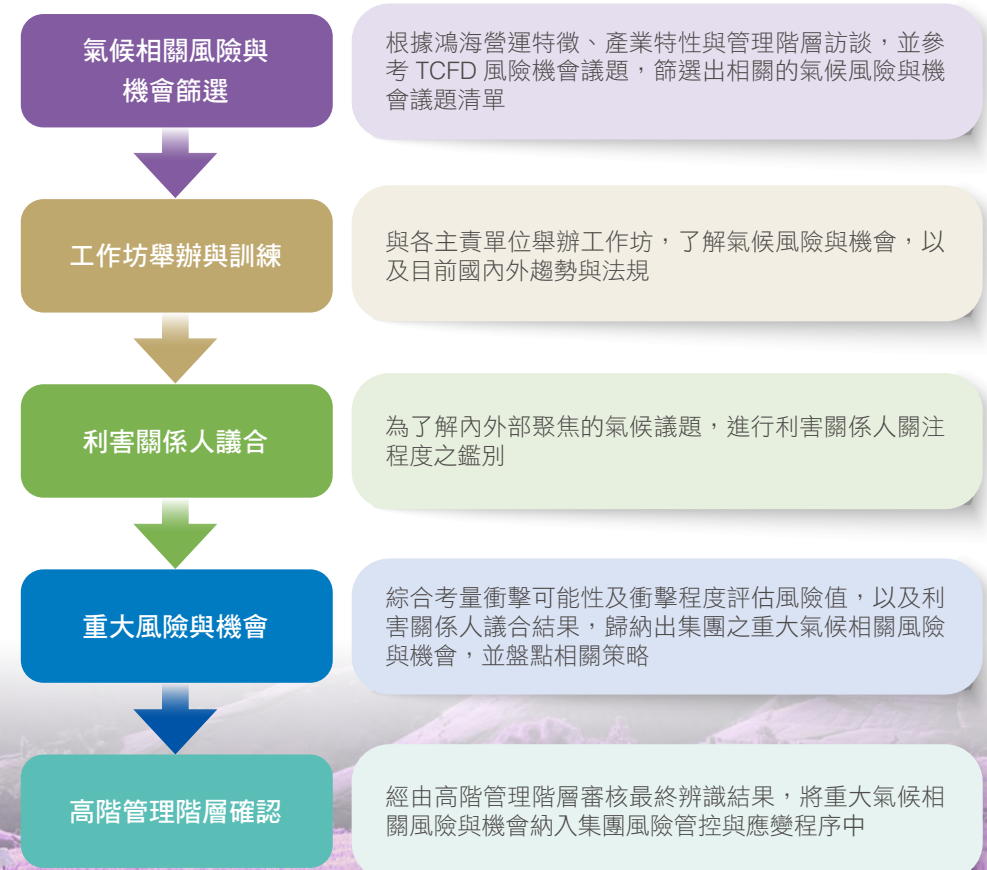 氣候相關風險與
機會篩選
根據鴻海營運特徵、產業特性與管理階層訪談，並參
考 TCFD 風險機會議題，篩選出相關的氣候風險與機
會議題清單
工作坊舉辦與訓練
與各主責單位舉辦工作坊，了解氣候風險與機會，以
及目前國內外趨勢與法規
利害關係人議合
為了解內外部聚焦的氣候議題，進行利害關係人關注
程度之鑑別
重大風險與機會
綜合考量衝擊可能性及衝擊程度評估風險值，以及利
害關係人議合結果，歸納出集團之重大氣候相關風險
與機會，並盤點相關策略
高階管理階層確認
經由高階管理階層審核最終辨識結果，將重大氣候相
關風險與機會納入集團風險管控與應變程序中